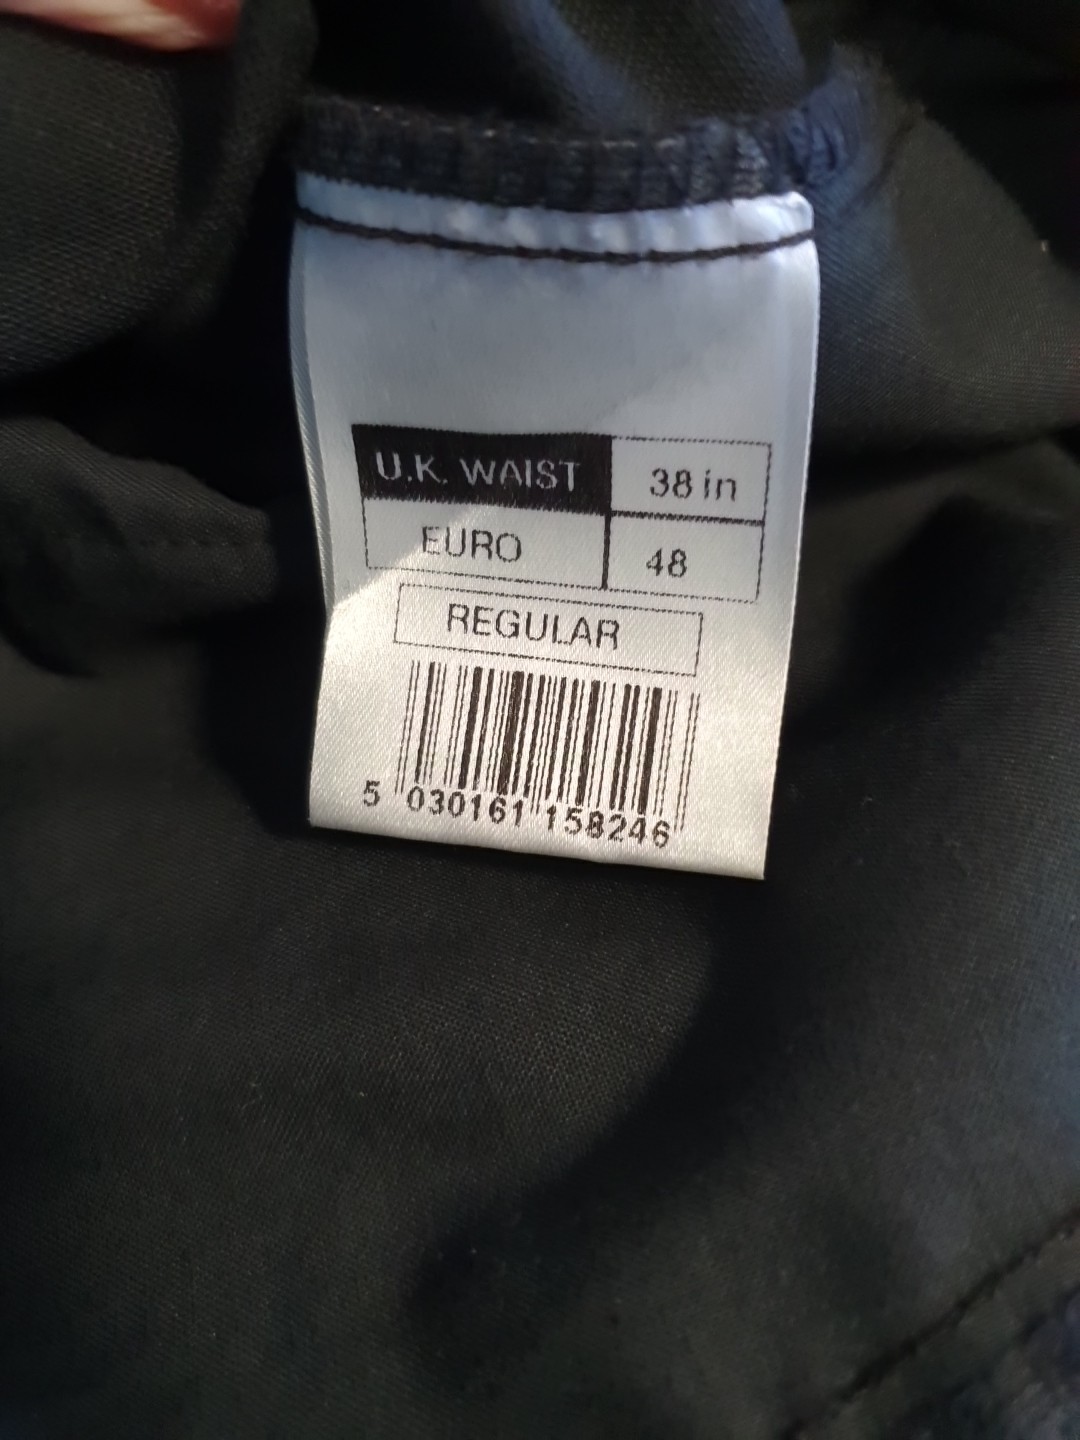 U.K. WAIST 38 in
EURO 48
REGULAR
5 030161 158246